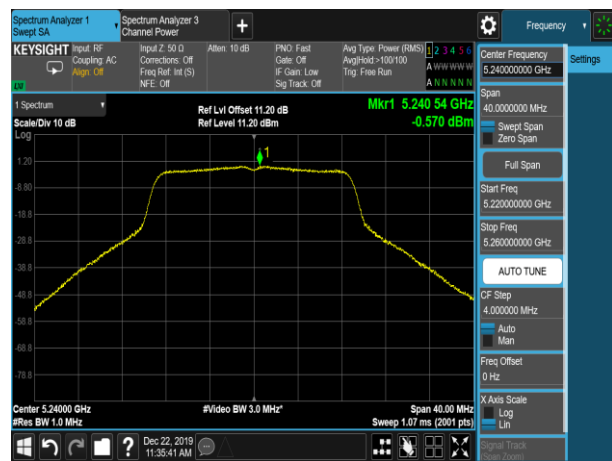 Spectrum Analyzer 1
Swept SA
Spectrum Analyzer 3
Channel Power
+
Frequency
KEYSIGHT
Input: RF
Coupling: AC
Align: Off
Input Z: 50 Ω
Corrections: Off
Freq Ref: Int (S)
NFE: Off
Atten: 10 dB
PNO: Fast
Gate: Off
IF Gain: Low
Sig Track: Off
Avg Type: Power (RMS)
Avg|Hold:>100/100
Trig: Free Run
1 2 3 4 5 6
A WW WW W
A N N N N N
LXI
1 Spectrum
Scale/Div 10 dB
Log
Ref Lvl Offset 11.20 dB
Ref Level 11.20 dBm
Mkr1 5.240 54 GHz
-0.570 dBm
1
1.20
-8.80
-18.8
-28.8
-38.8
-48.8
-58.8
-68.8
-78.8
Center 5.24000 GHz
#Res BW 1.0 MHz
#Video BW 3.0 MHz*
Span 40.00 MHz
Sweep 1.07 ms (2001 pts)
Center Frequency
5.240000000 GHz
Settings
Span
40.0000000 MHz
Swept Span
Zero Span
Full Span
Start Freq
5.220000000 GHz
Stop Freq
5.260000000 GHz
AUTO TUNE
CF Step
4.000000 MHz
Auto
Man
Freq Offset
0 Hz
X Axis Scale
Log
Lin
Signal Track
(Span Zoom)
?
Dec 22, 2019
11:35:41 AM